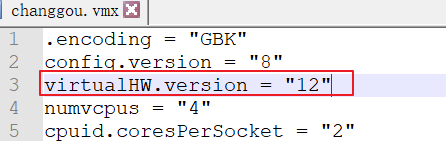 changgou.vmx
1 .encoding = "GBK"
2 config.version = "8"
3 virtualHW.version = "12"
4 numvcpus = "4"
5 cpuid.coresPerSocket = "2"